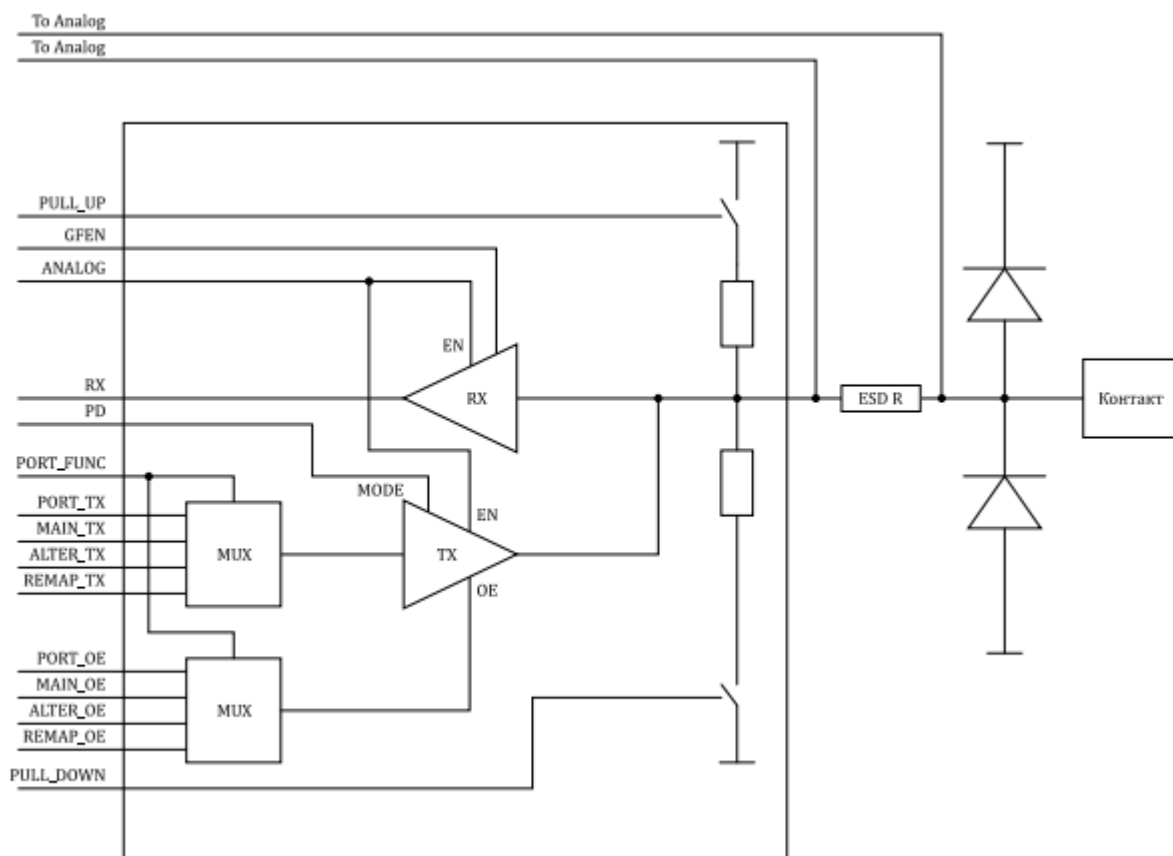 To Analog
To Analog
PULL_UP
GFEN
ANALOG
EN
RX
RX
ESD R
Контакт
PD
PORT_FUNC
MODE
PORT_TX
EN
MAIN_TX
ALTER_TX
MUX
TX
REMAP_TX
OE
PORT_OE
MAIN_OE
ALTER_OE
MUX
REMAP_OE
PULL_DOWN